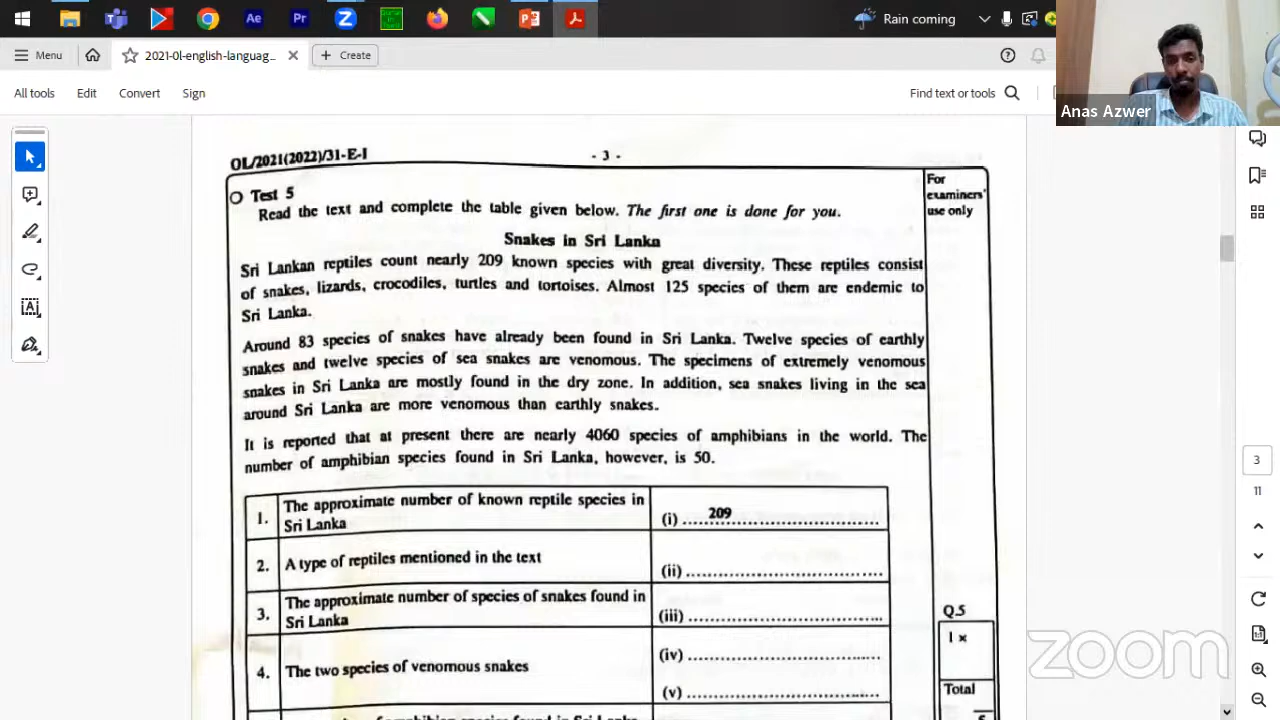 Rain coming
Menu
2021-0l-english-languag...
Create
All tools
Edit
Convert
Sign
Find text or tools
Anas Azwer
OL/2021(2022)/31-E-I
- 3 -
For
examiners'
use only
Test 5
Read the text and complete the table given below. The first one is done for you.
Snakes in Sri Lanka
Sri Lankan reptiles count nearly 209 known species with great diversity. These reptiles consist
of snakes, lizards, crocodiles, turtles and tortoises. Almost 125 species of them are endemic to
Sri Lanka.
Around 83 species of snakes have already been found in Sri Lanka. Twelve species of earthly
snakes and twelve species of sea snakes are venomous. The specimens of extremely venomous
snakes in Sri Lanka are mostly found in the dry zone. In addition, sea snakes living in the sea
around Sri Lanka are more venomous than earthly snakes.
It is reported that at present there are nearly 4060 species of amphibians in the world. The
number of amphibian species found in Sri Lanka, however, is 50.
1. The approximate number of known reptile species in
Sri Lanka
(i) ......209......
2. A type of reptiles mentioned in the text
(ii) ......
3. The approximate number of species of snakes found in
Sri Lanka
(iii) ......
4. The two species of venomous snakes
(iv) ......
(v) ......
Q.5
1 ×
Total
of amphibian species found in Sri Lanka
3
11
zoom